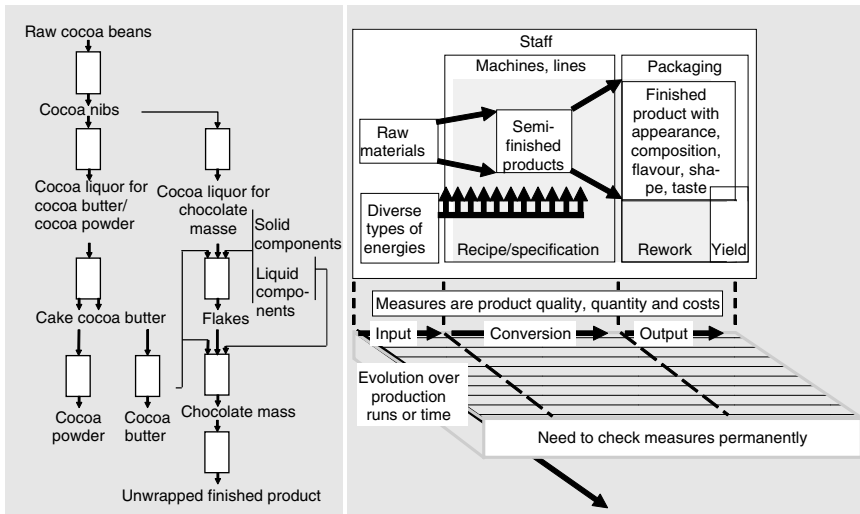 Raw cocoa beans
Cocoa nibs
Cocoa liquor for
cocoa butter/
cocoa powder
Cocoa liquor for
chocolate
masse
Solid
components
Liquid
compo-
nents
Cake cocoa butter
Flakes
Cocoa
powder
Cocoa
butter
Chocolate mass
Unwrapped finished product
Staff
Machines, lines
Packaging
Raw
materials
Semi-
finished
products
Finished
product with
appearance,
composition,
flavour, sha-
pe, taste
Diverse
types of
energies
Recipe/specification
Rework
Yield
Measures are product quality, quantity and costs
Input
Conversion
Output
Evolution over
production
runs or time
Need to check measures permanently